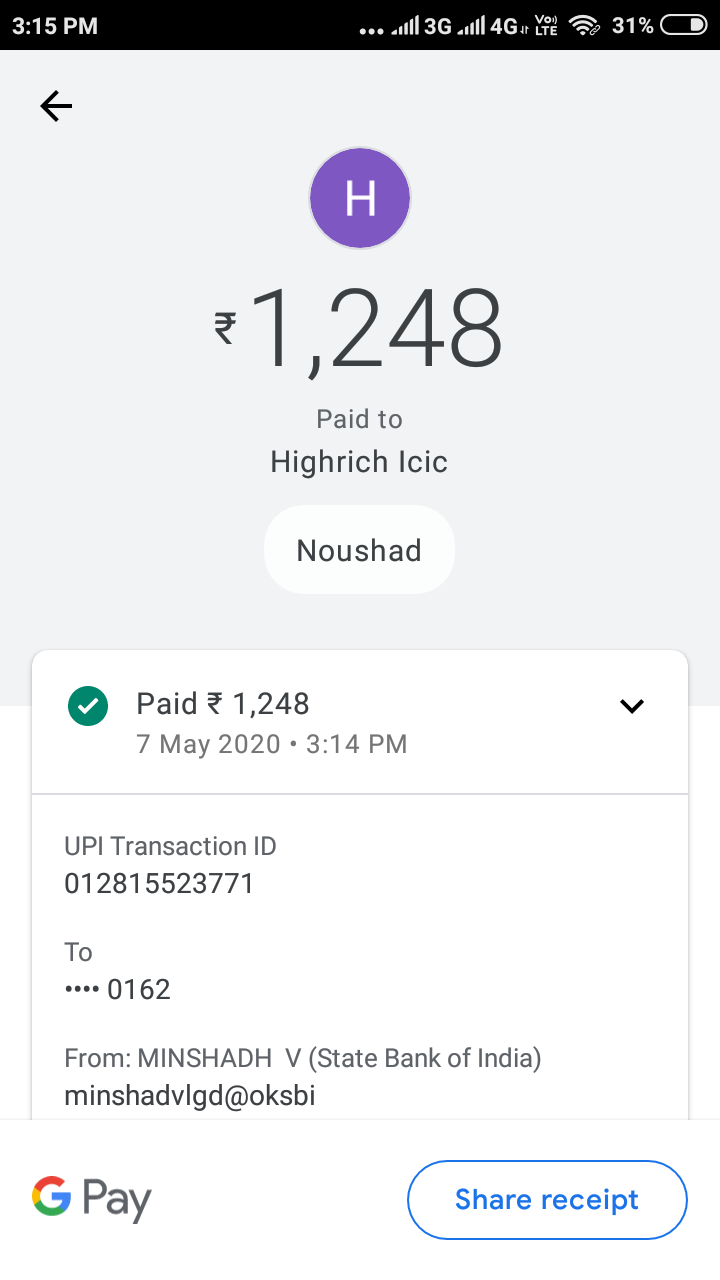 3:15 PM
3G 4G VoLTE 31%
H
₹1,248
Paid to
Highrich Icic
Noushad
Paid ₹ 1,248
7 May 2020 • 3:14 PM
UPI Transaction ID
012815523771
To
•••• 0162
From: MINSHADH  V (State Bank of India)
minshadvlgd@oksbi
G Pay
Share receipt